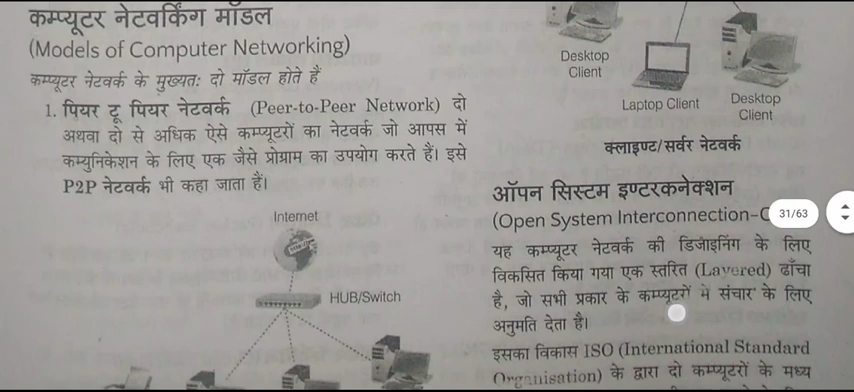 कम्प्यूटर नेटवर्किंग मॉडल
(Models of Computer Networking)
कम्प्यूटर नेटवर्क के मुख्यतः दो मॉडल होते हैं
1. पियर टू पियर नेटवर्क (Peer-to-Peer Network) दो
अथवा दो से अधिक ऐसे कम्प्यूटरों का नेटवर्क जो आपस में
कम्युनिकेशन के लिए एक जैसे प्रोग्राम का उपयोग करते हैं। इसे
P2P नेटवर्क भी कहा जाता हैं।
Internet
HUB/Switch
Desktop
Client
Laptop Client
Desktop
Client
क्लाइण्ट/सर्वर नेटवर्क
ऑपन सिस्टम इण्टरकनेक्शन
(Open System Interconnection-
31/63
यह कम्प्यूटर नेटवर्क की डिजाइनिंग के लिए
विकसित किया गया एक स्तरित (Layered) ढाँचा
है, जो सभी प्रकार के कम्प्यूटरों में संचार के लिए
अनुमति देता है।
इसका विकास ISO (International Standard
Organisation) के द्वारा दो कम्प्यूटरों के मध्य